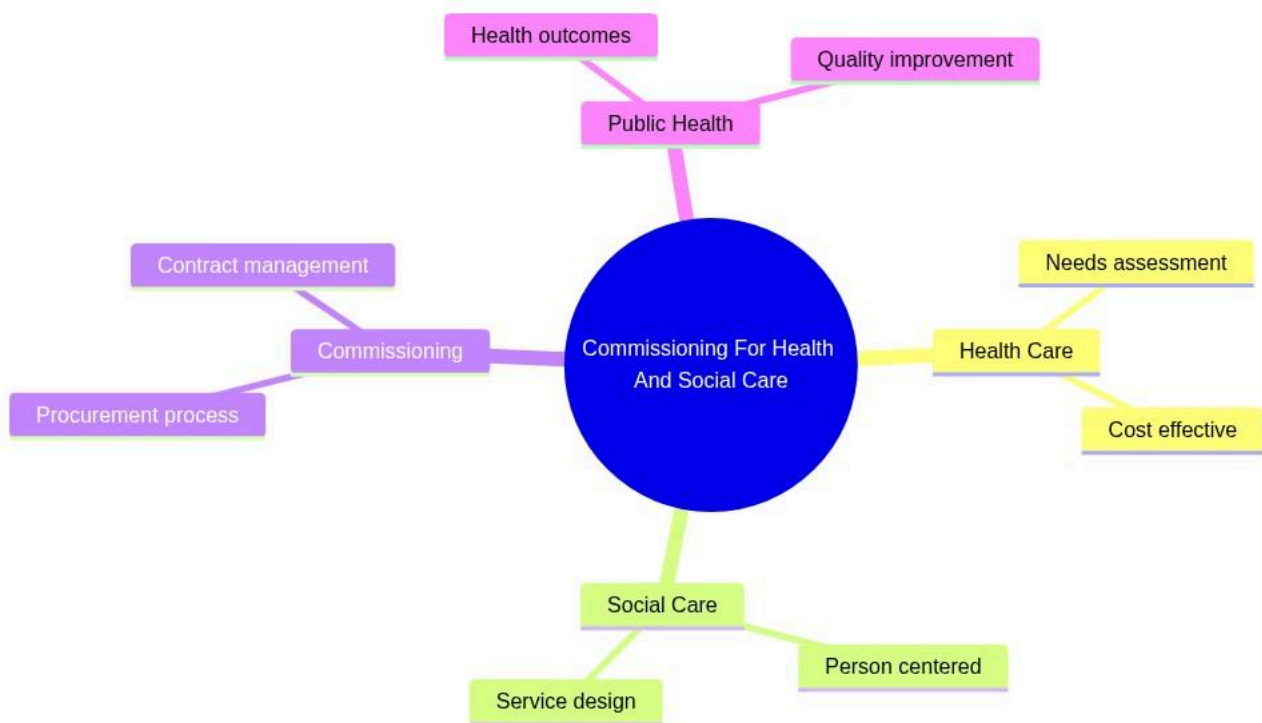 Health outcomes
Quality improvement
Public Health
Contract management
Needs assessment
Commissioning
Commissioning For Health
And Social Care
Health Care
Procurement process
Cost effective
Social Care
Person centered
Service design